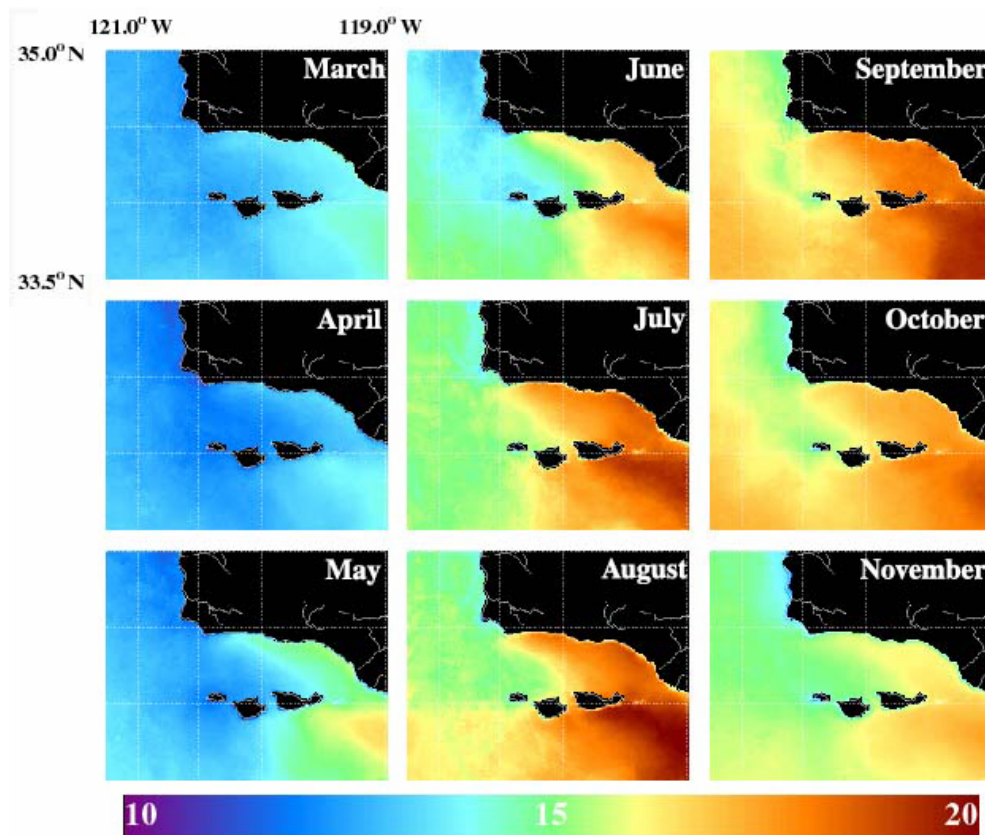 121.0° W 119.0° W
35.0° N
March June September
33.5° N
April July October
May August November
10 15 20